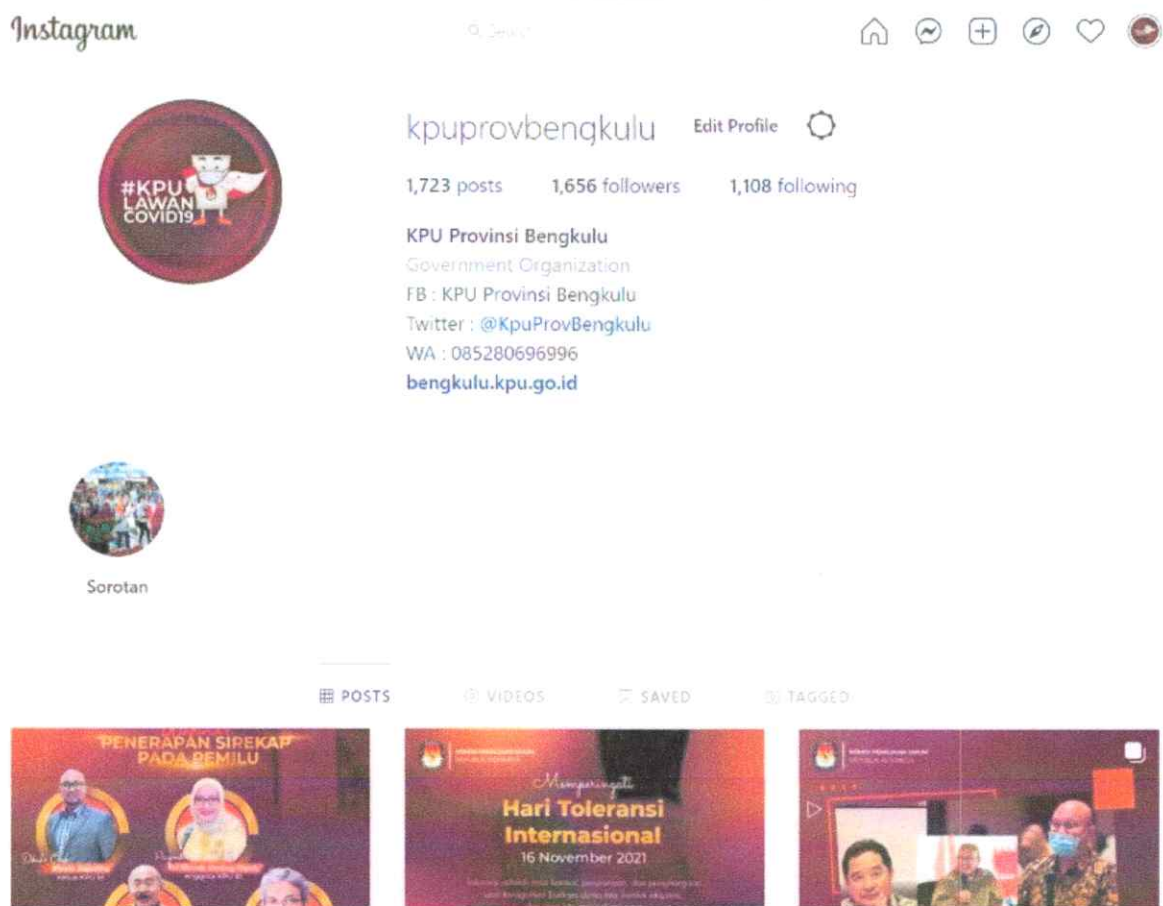 Instagram
Search
kpuprovbengkulu Edit Profile
1,723 posts 1,656 followers 1,108 following
KPU Provinsi Bengkulu
Government Organization
FB : KPU Provinsi Bengkulu
Twitter : @KpuProvBengkulu
WA : 085280696996
bengkulu.kpu.go.id
#KPU
LAWAN
COVID19
Sorotan
POSTS VIDEOS SAVED TAGGED
PENERAPAN SIREKAP
PADA PEMILU
Memperingati
Hari Toleransi
Internasional
16 November 2021